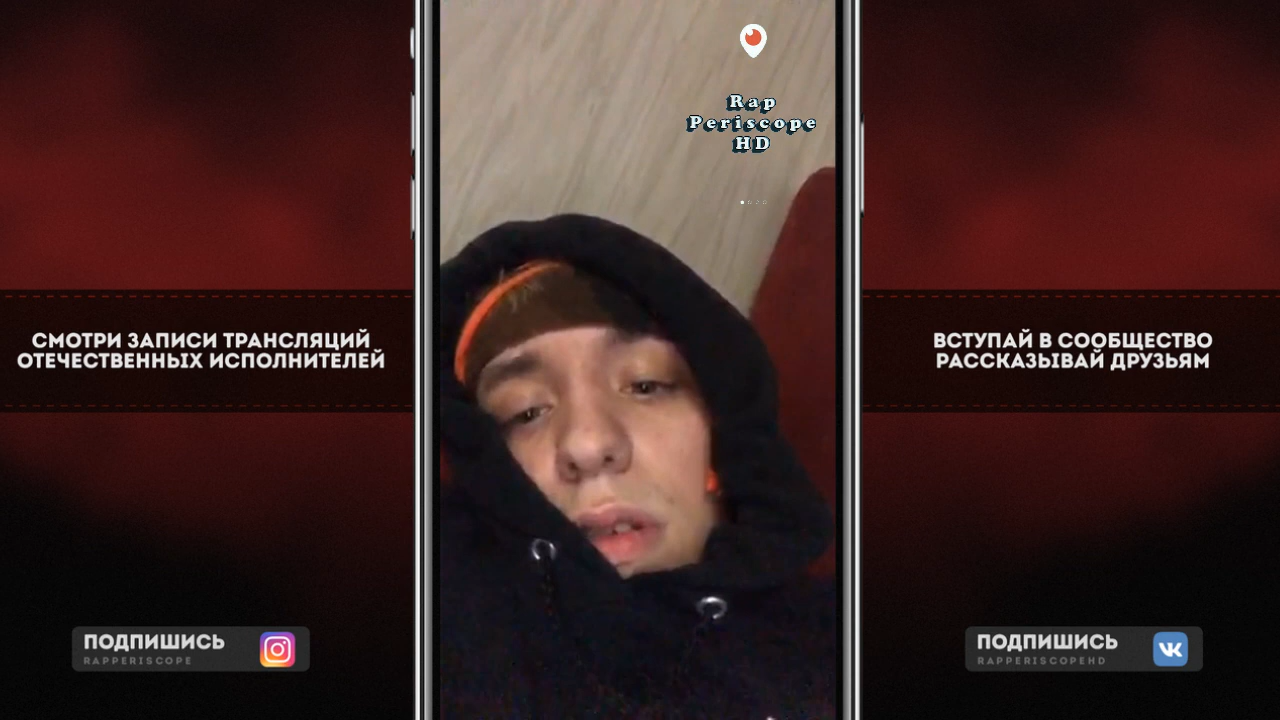 Rap
Periscope
HD
СМОТРИ ЗАПИСИ ТРАНСЛЯЦИЙ
ОТЕЧЕСТВЕННЫХ ИСПОЛНИТЕЛЕЙ
ВСТУПАЙ В СООБЩЕСТВО
РАССКАЗЫВАЙ ДРУЗЬЯМ
ПОДПИШИСЬ
RAPPERISCOPE
ПОДПИШИСЬ
RAPPERISCOPEHD